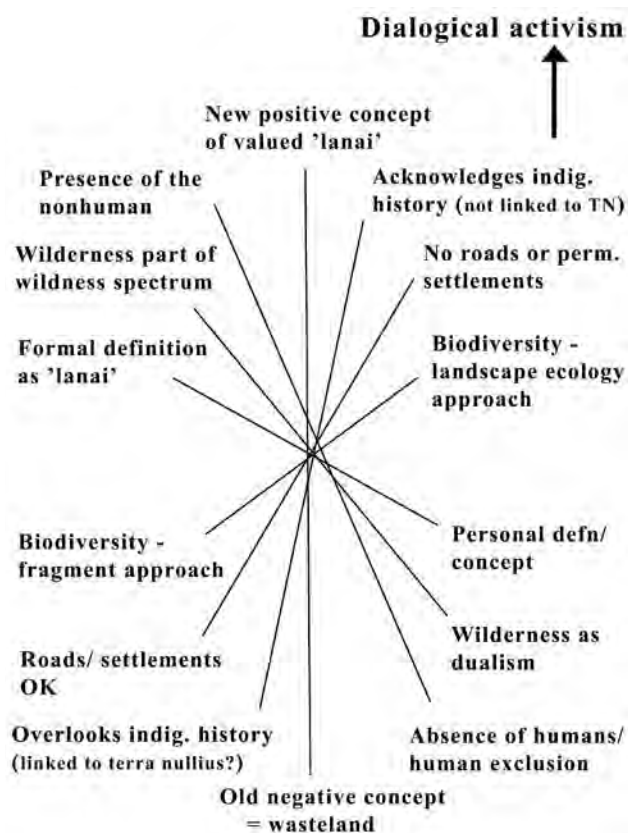 Dialogical activism
New positive concept
of valued 'lanai'
Presence of the
nonhuman
Acknowledges indig.
history (not linked to TN)
Wilderness part of
wildness spectrum
No roads or perm.
settlements
Formal definition
as 'lanai'
Biodiversity -
landscape ecology
approach
Biodiversity -
fragment approach
Personal defn/
concept
Roads/ settlements
OK
Wilderness as
dualism
Overlooks indig. history
(linked to terra nullius?)
Absence of humans/
human exclusion
Old negative concept
= wasteland